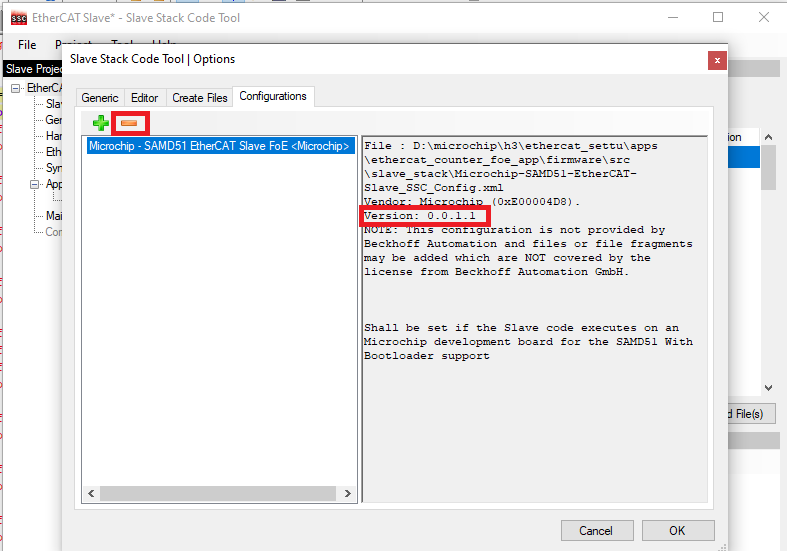 SSC EtherCAT Slave* - Slave Stack Code Tool
File Project Tool Help
Slave Stack Code Tool | Options
x
Slave Proje
Generic Editor Create Files Configurations
EtherCA
Slav
Gen
Har
Ethe
Syn
App
Mai
Con
Microchip - SAMD51 EtherCAT Slave FoE <Microchip>
File : D:\microchip\h3\ethercat_settu\apps
\ethercat_counter_foe_app\firmware\src
\slave_stack\Microchip-SAMD51-EtherCAT-
Slave_SSC_Config.xml
Vendor: Microchip (0xE00004D8).
Version: 0.0.1.1
NOTE: This configuration is not provided by
Beckhoff Automation and files or file fragments
may be added which are NOT covered by the
license from Beckhoff Automation GmbH.
Shall be set if the Slave code executes on an
Microchip development board for the SAMD51 With
Bootloader support
ion
d File(s)
Cancel OK